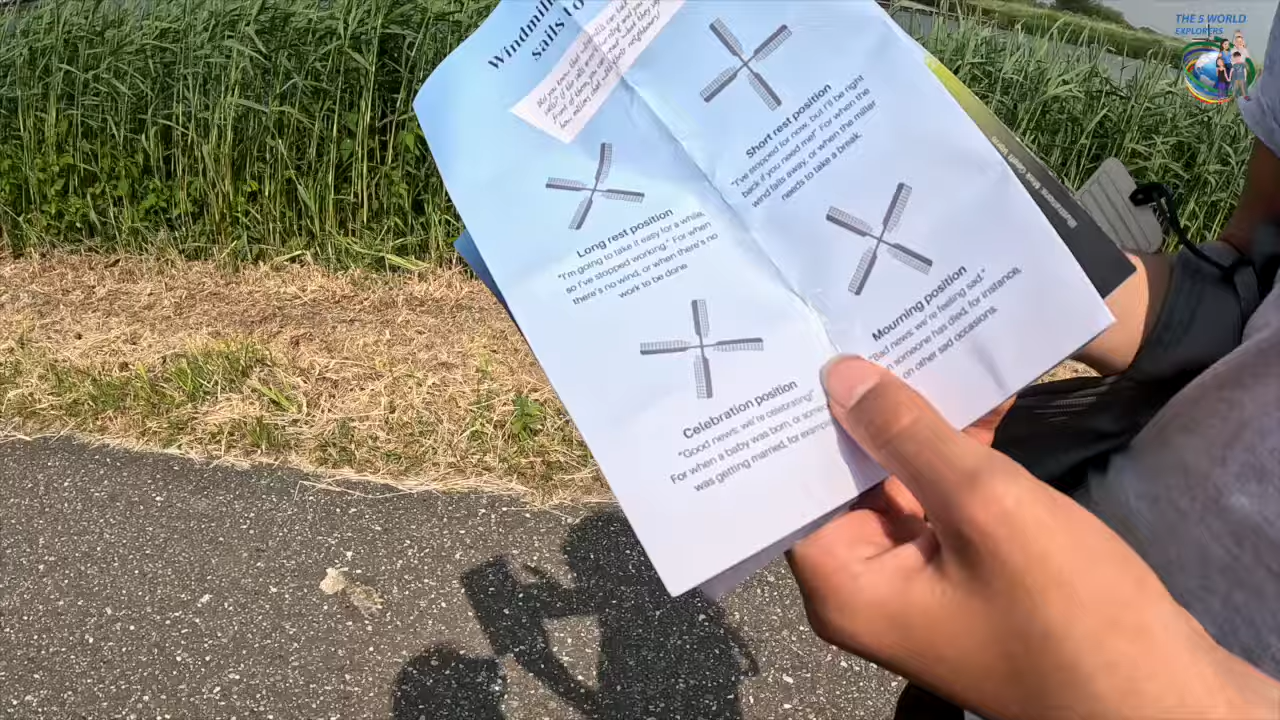 Windmill
sails to
Did you know that
Short rest position
"I've stopped for now, but I'll be right
back if you need me!" For when the
wind falls away, or when the miller
needs to take a break.
Long rest position
"I'm going to take it easy for a while,
so I've stopped working." For when
there's no wind, or when there's no
work to be done.
Mourning position
"Bad news: we're feeling sad."
someone has died, for instance,
on other sad occasions.
Celebration position
"Good news: we're celebrating!"
For when a baby was born, or
was getting married, for example
THE 5 WORLD
EXPLORERS